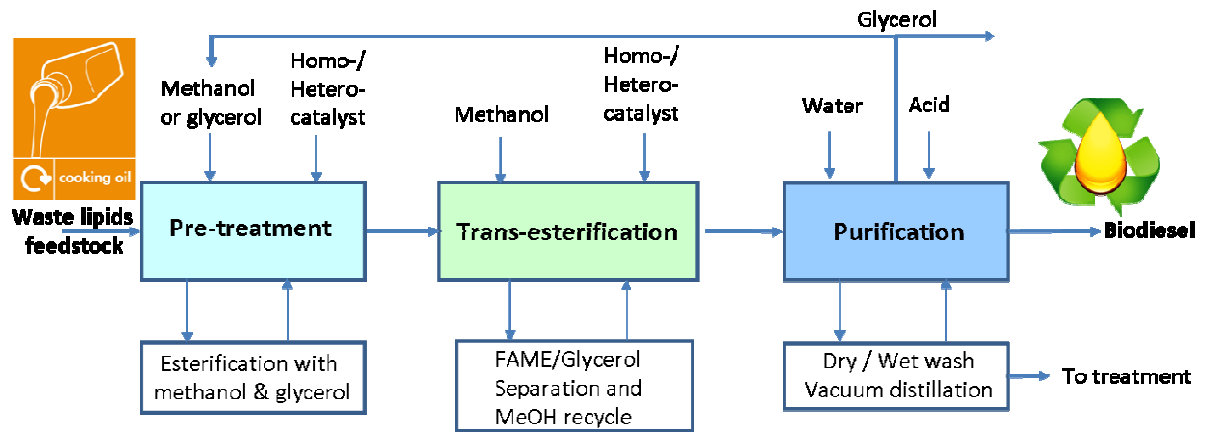 Glycerol
Homo-/
Hetero-
catalyst
Homo-/
Hetero-
catalyst
Methanol
or glycerol
Methanol
Water
Acid
cooking oil
Waste lipids
feedstock
Pre-treatment
Trans-esterification
Purification
Biodiesel
Esterification with
methanol & glycerol
FAME/Glycerol
Separation and
MeOH recycle
Dry / Wet wash
Vacuum distillation
To treatment